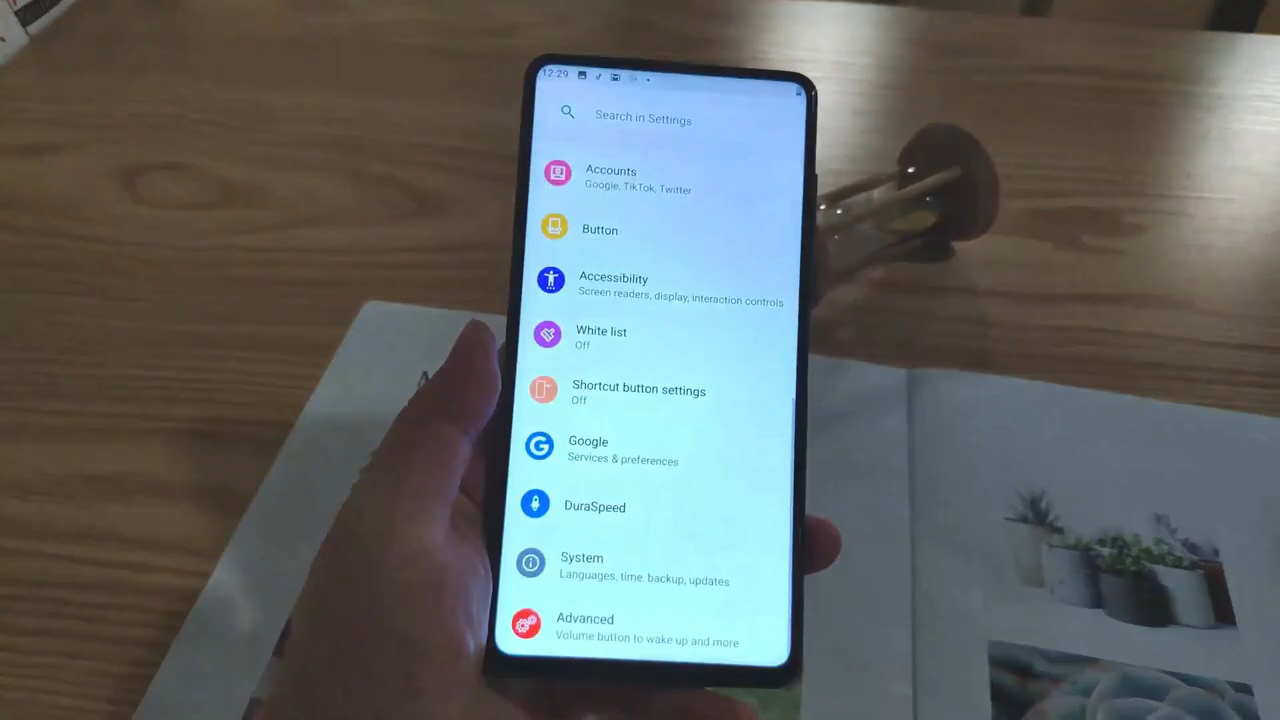 12:29
Search in Settings
Accounts
Google, TikTok, Twitter
Button
Accessibility
Screen readers, display, interaction controls
White list
Off
Shortcut button settings
Off
Google
Services & preferences
DuraSpeed
System
Languages, time, backup, updates
Advanced
Volume button to wake up and more